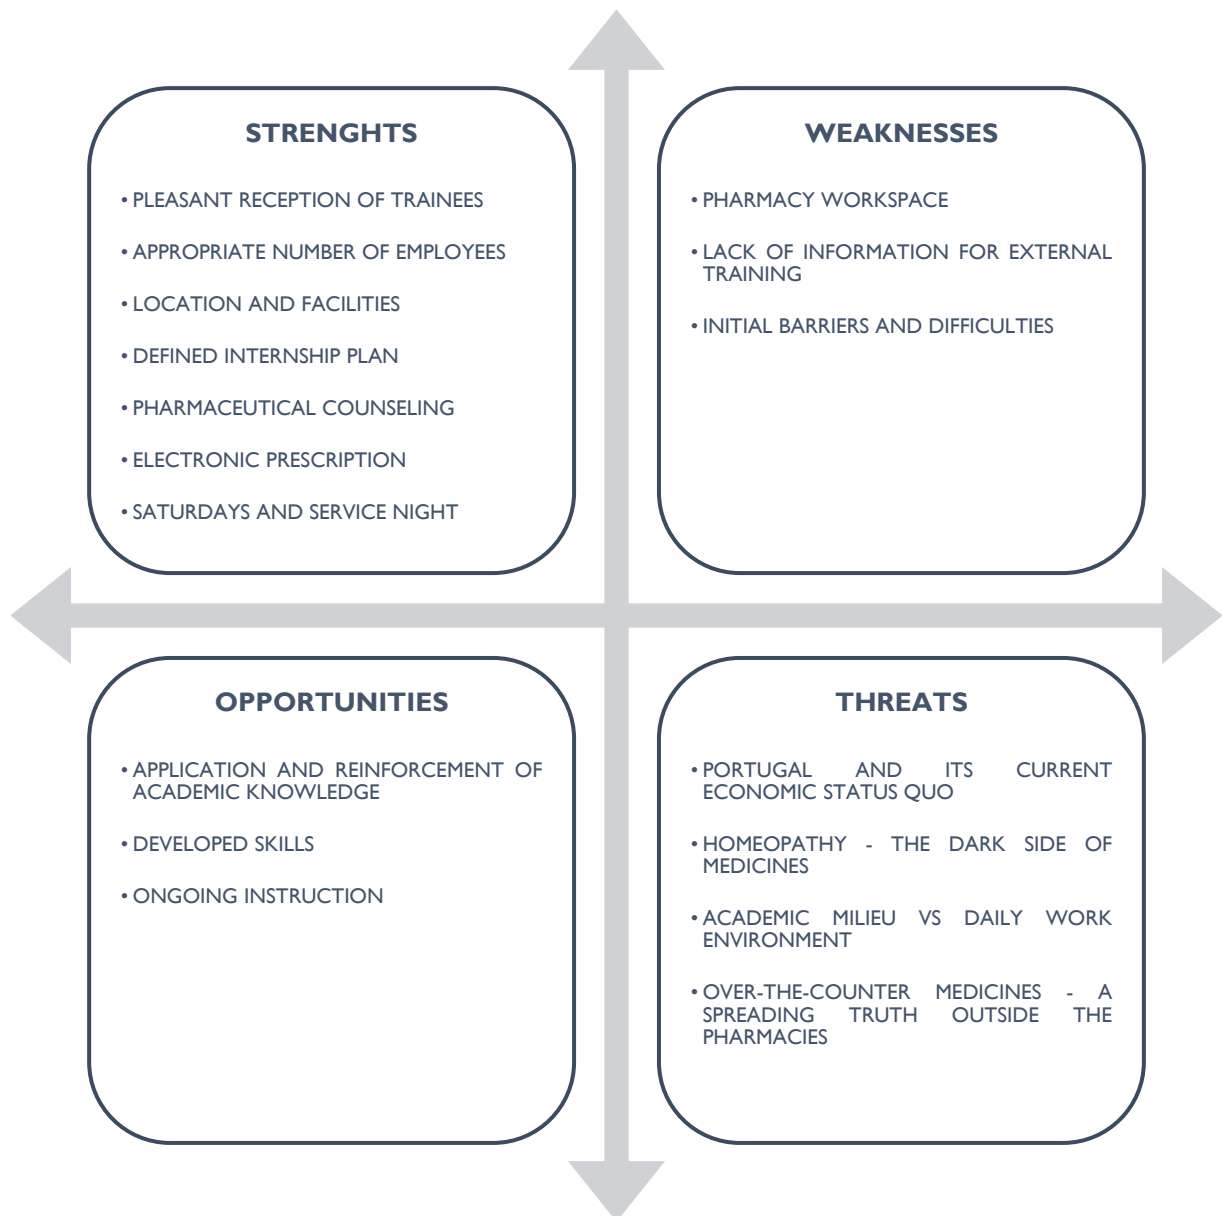 STRENGHTS
• PLEASANT RECEPTION OF TRAINEES
• APPROPRIATE NUMBER OF EMPLOYEES
• LOCATION AND FACILITIES
• DEFINED INTERNSHIP PLAN
• PHARMACEUTICAL COUNSELING
• ELECTRONIC PRESCRIPTION
• SATURDAYS AND SERVICE NIGHT
WEAKNESSES
• PHARMACY WORKSPACE
• LACK OF INFORMATION FOR EXTERNAL
TRAINING
• INITIAL BARRIERS AND DIFFICULTIES
OPPORTUNITIES
• APPLICATION AND REINFORCEMENT OF
ACADEMIC KNOWLEDGE
• DEVELOPED SKILLS
• ONGOING INSTRUCTION
THREATS
• PORTUGAL AND ITS CURRENT
ECONOMIC STATUS QUO
• HOMEOPATHY - THE DARK SIDE OF
MEDICINES
• ACADEMIC MILIEU VS DAILY WORK
ENVIRONMENT
• OVER-THE-COUNTER MEDICINES - A
SPREADING TRUTH OUTSIDE THE
PHARMACIES